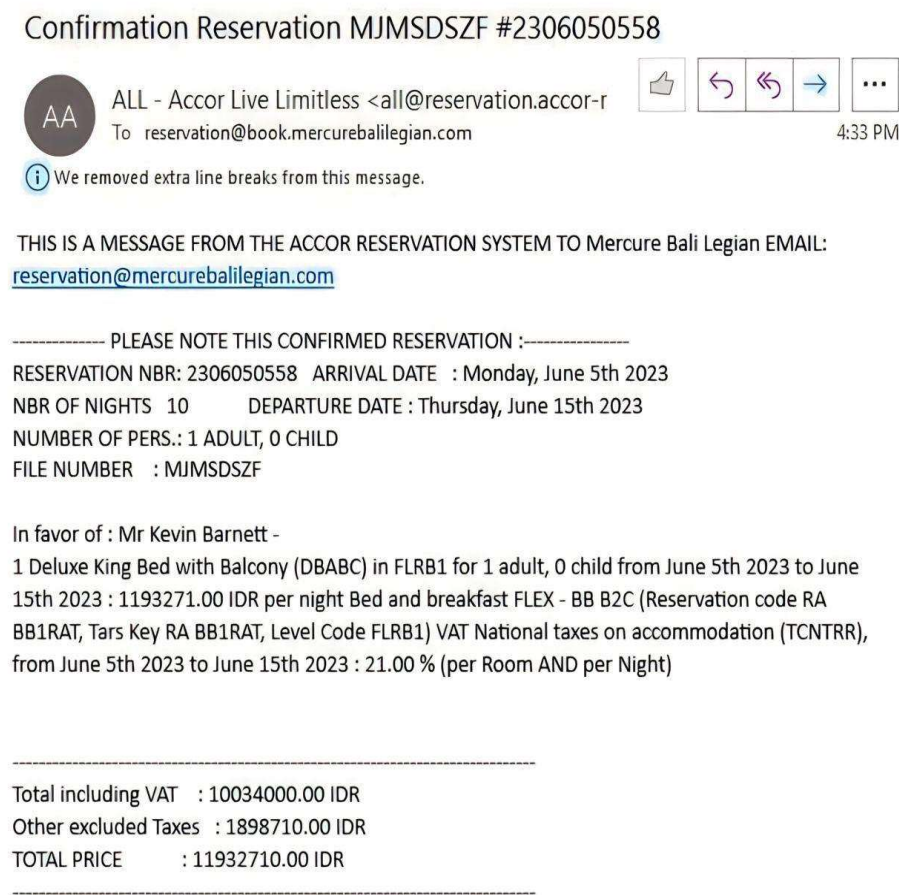 Confirmation Reservation MJMSDSZF #2306050558
AA
ALL - Accor Live Limitless <all@reservation.accor-r
To reservation@book.mercurebalilegian.com
4:33 PM
We removed extra line breaks from this message.
THIS IS A MESSAGE FROM THE ACCOR RESERVATION SYSTEM TO Mercure Bali Legian EMAIL:
reservation@mercurebalilegian.com
-------------- PLEASE NOTE THIS CONFIRMED RESERVATION :----------------
RESERVATION NBR: 2306050558 ARRIVAL DATE : Monday, June 5th 2023
NBR OF NIGHTS 10 DEPARTURE DATE : Thursday, June 15th 2023
NUMBER OF PERS.: 1 ADULT, 0 CHILD
FILE NUMBER : MJMSDSZF
In favor of : Mr Kevin Barnett -
1 Deluxe King Bed with Balcony (DBABC) in FLRB1 for 1 adult, 0 child from June 5th 2023 to June
15th 2023 : 1193271.00 IDR per night Bed and breakfast FLEX - BB B2C (Reservation code RA
BB1RAT, Tars Key RA BB1RAT, Level Code FLRB1) VAT National taxes on accommodation (TCNTRR),
from June 5th 2023 to June 15th 2023 : 21.00 % (per Room AND per Night)
-------------------------------------------------------------------------------
Total including VAT : 10034000.00 IDR
Other excluded Taxes : 1898710.00 IDR
TOTAL PRICE : 11932710.00 IDR
-------------------------------------------------------------------------------